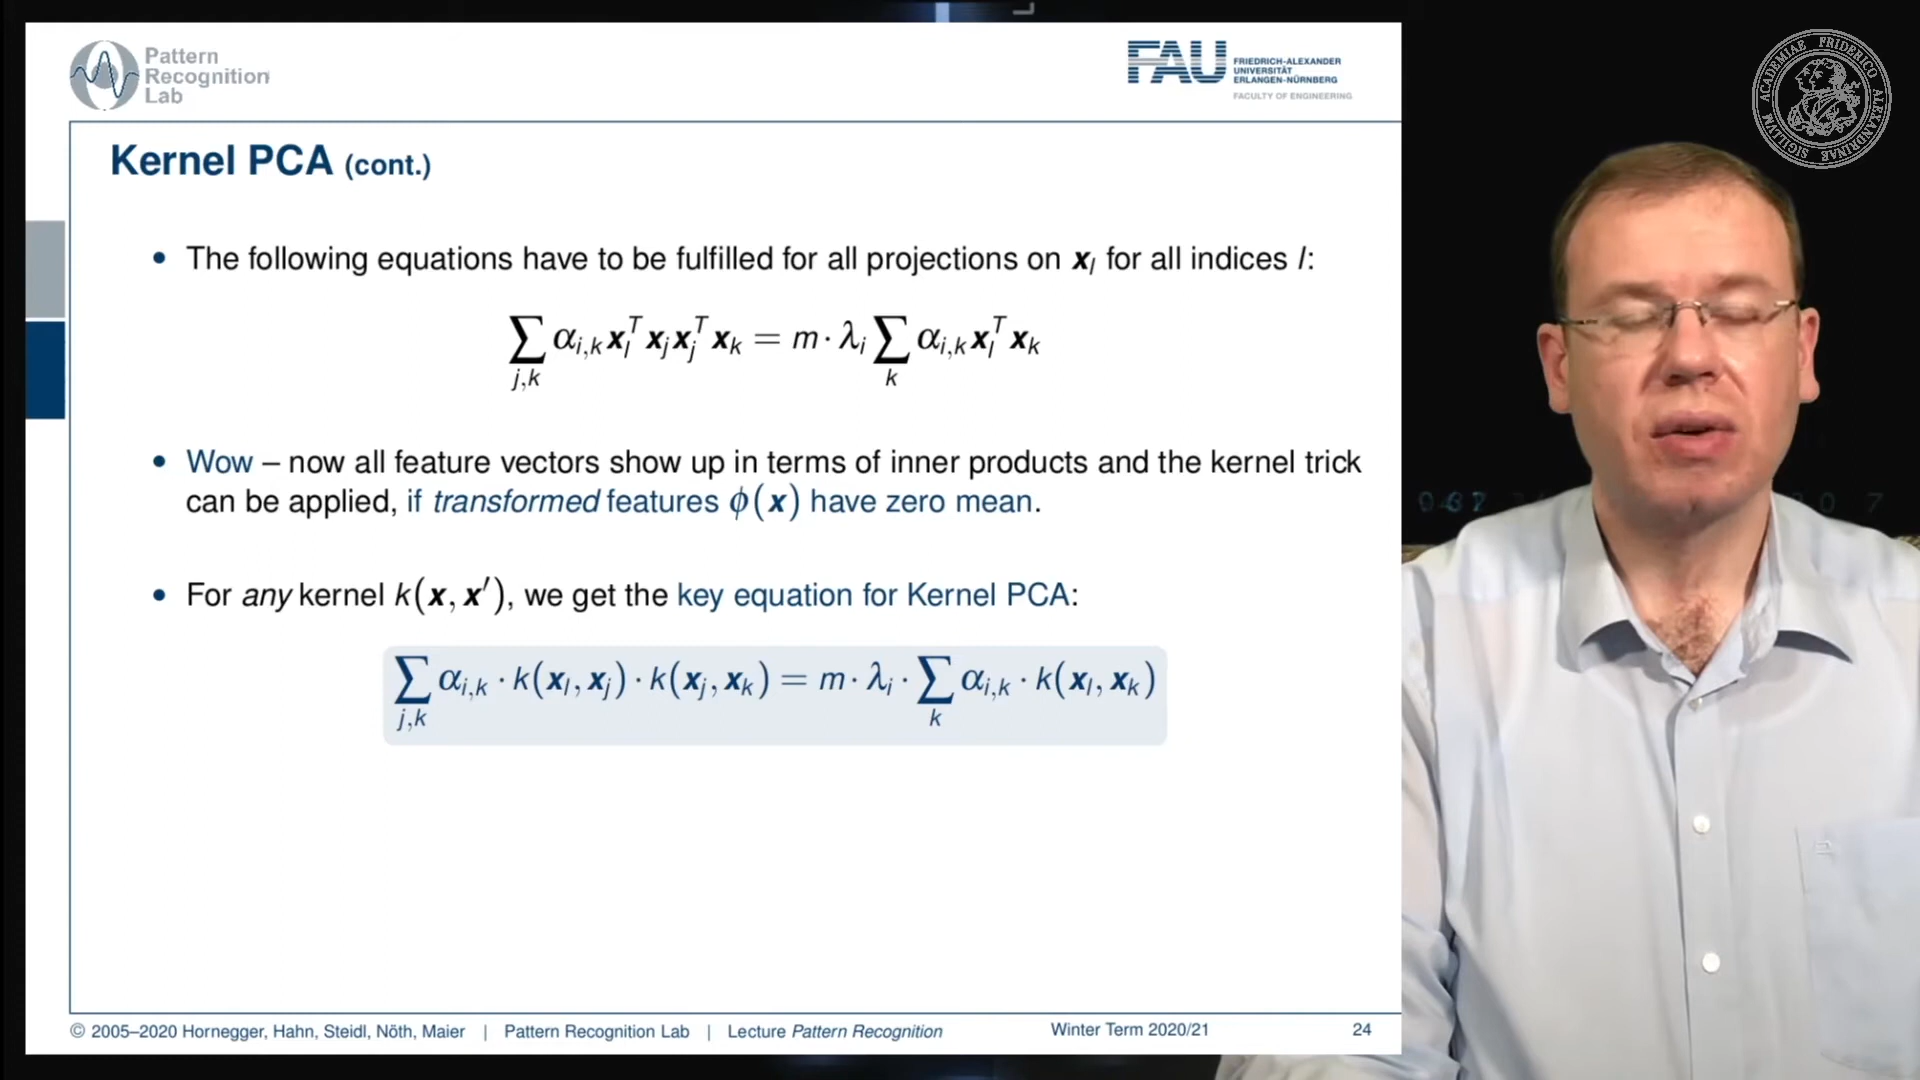 Pattern
Recognition
Lab
FAU
FRIEDRICH-ALEXANDER
UNIVERSITÄT
ERLANGEN-NÜRNBERG
FACULTY OF ENGINEERING
ACADEMIAE FRIDERICO ALEXANDRINAE SIGILLVM
Kernel PCA (cont.)
• The following equations have to be fulfilled for all projections on x_l for all indices l:
∑_{j,k} α_{i,k} x_l^T x_j x_j^T x_k = m · λ_i ∑_k α_{i,k} x_l^T x_k
• Wow – now all feature vectors show up in terms of inner products and the kernel trick
can be applied, if transformed features ϕ(x) have zero mean.
• For any kernel k(x, x′), we get the key equation for Kernel PCA:
∑_{j,k} α_{i,k} · k(x_l, x_j) · k(x_j, x_k) = m · λ_i · ∑_k α_{i,k} · k(x_l, x_k)
© 2005–2020 Hornegger, Hahn, Steidl, Nöth, Maier | Pattern Recognition Lab | Lecture Pattern Recognition Winter Term 2020/21 24